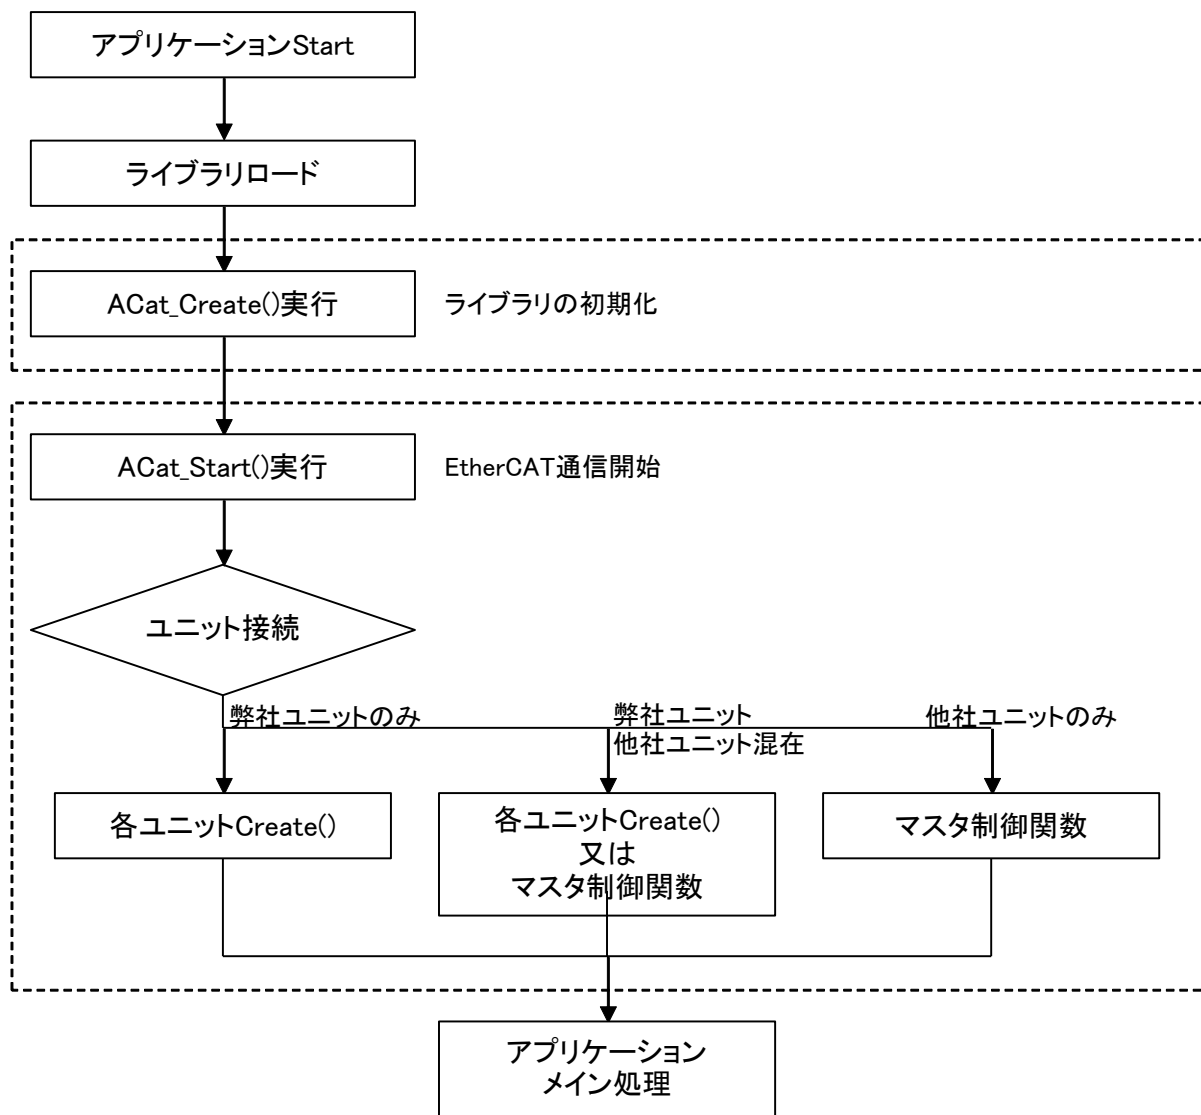 アプリケーションStart
ライブラリロード
ACat_Create()実行
ライブラリの初期化
ACat_Start()実行
EtherCAT通信開始
ユニット接続
弊社ユニットのみ
弊社ユニット
他社ユニット混在
他社ユニットのみ
各ユニットCreate()
各ユニットCreate()
又は
マスタ制御関数
マスタ制御関数
アプリケーション
メイン処理